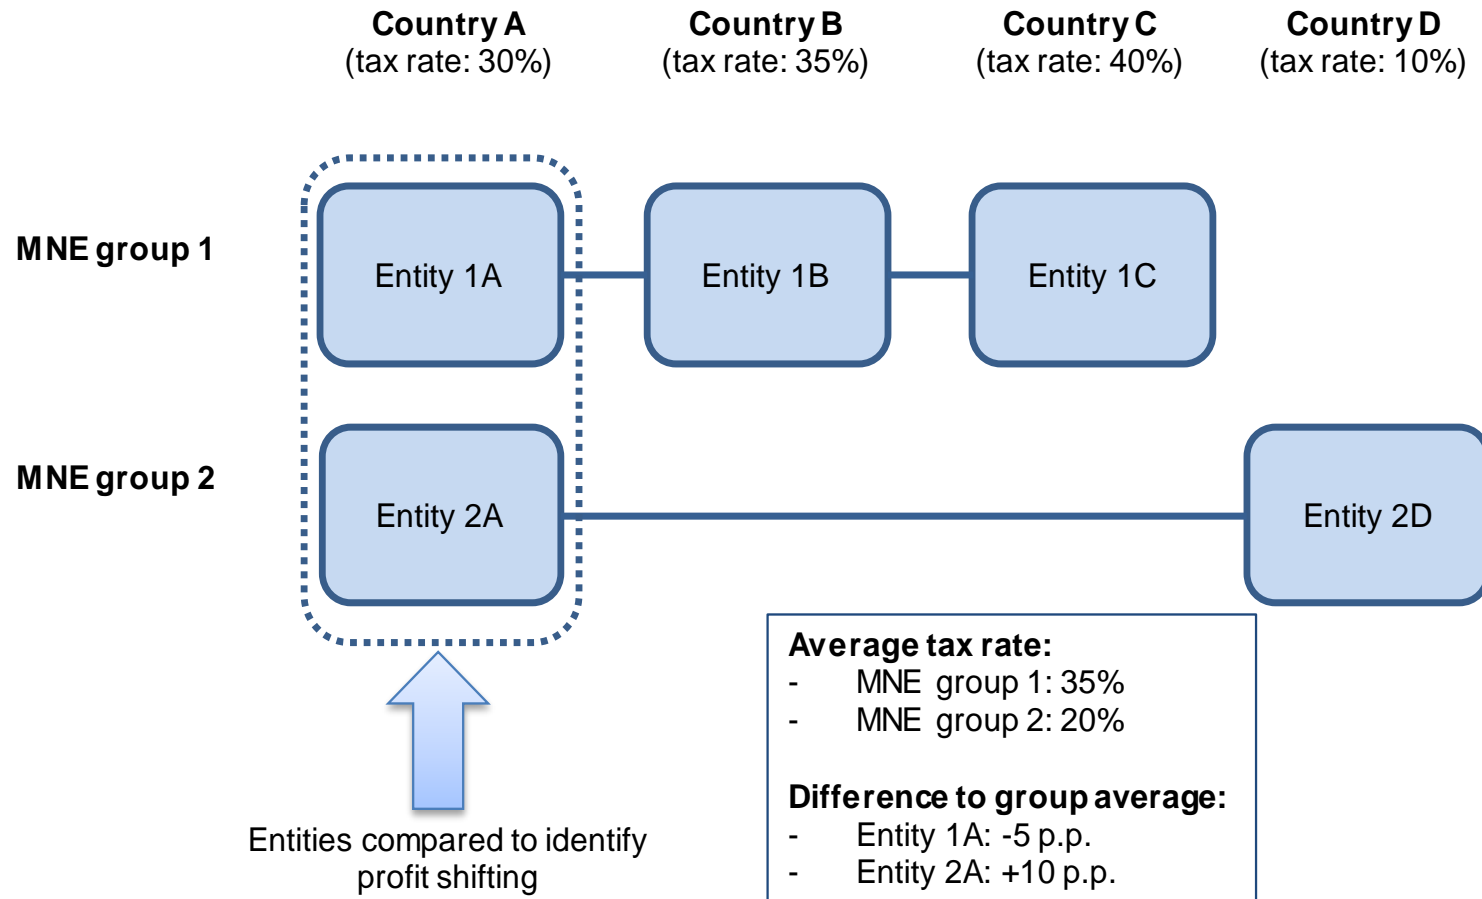 Country A
(tax rate: 30%)
Country B
(tax rate: 35%)
Country C
(tax rate: 40%)
Country D
(tax rate: 10%)
MNE group 1
Entity 1A
Entity 1B
Entity 1C
MNE group 2
Entity 2A
Entity 2D
Entities compared to identify
profit shifting
Average tax rate:
- MNE group 1: 35%
- MNE group 2: 20%
Difference to group average:
- Entity 1A: -5 p.p.
- Entity 2A: +10 p.p.